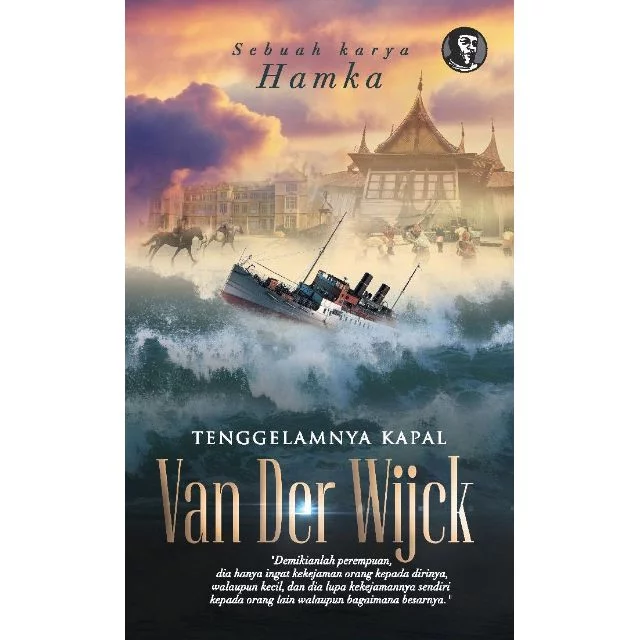 Sebuah karya
Hamka
TENGGELAMNYA KAPAL
Van Der Wijck
"Demikianlah perempuan,
dia hanya ingat kekejaman orang kepada dirinya,
walaupun kecil, dan dia lupa kekejamannya sendiri
kepada orang lain walaupun bagaimana besarnya."